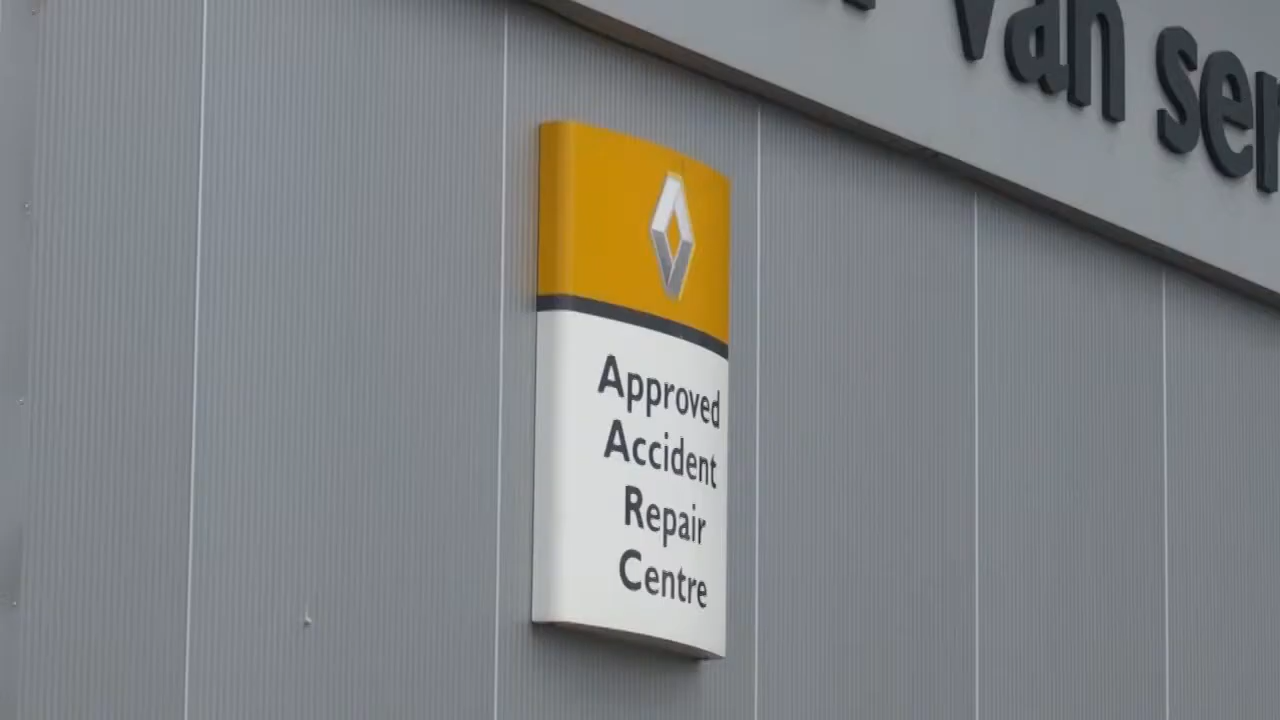 van
Approved
Accident
Repair
Centre